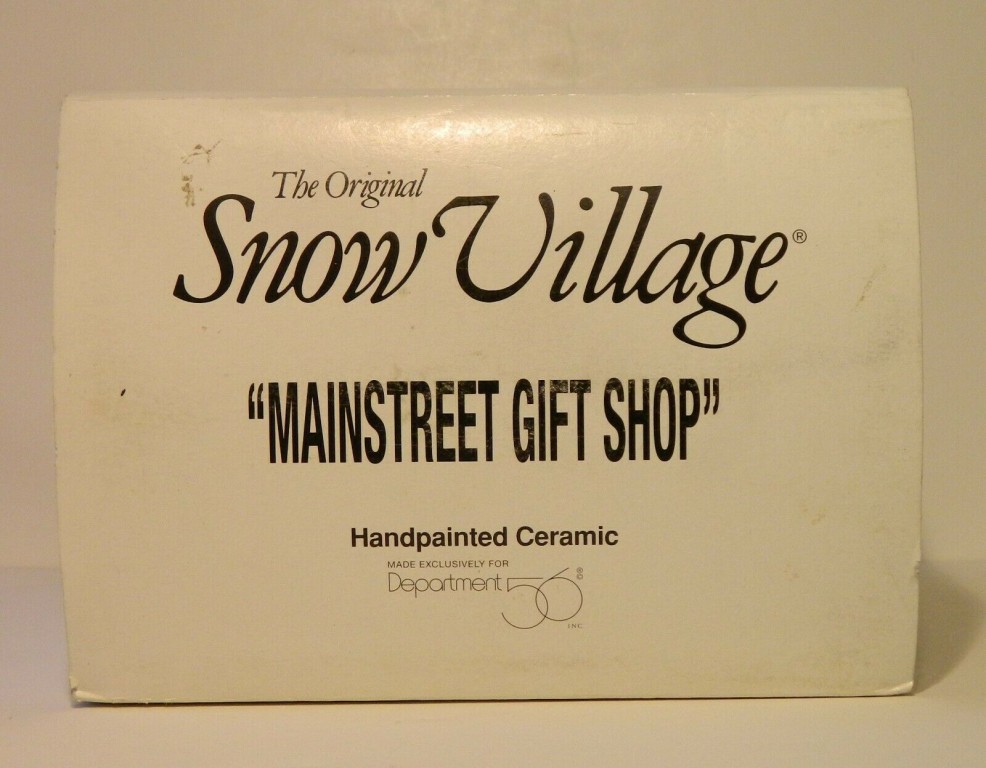 The Original
Snow Village®
“MAINSTREET GIFT SHOP”
Handpainted Ceramic
MADE EXCLUSIVELY FOR
Department 56 ®©
INC